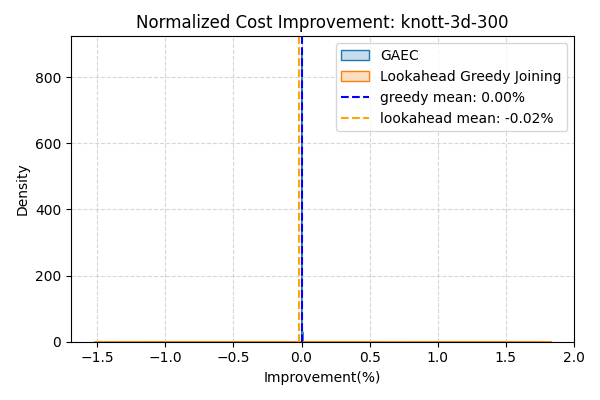 Normalized Cost Improvement: knott-3d-300
GAEC
Lookahead Greedy Joining
greedy mean: 0.00%
lookahead mean: -0.02%
Density
800
600
400
200
0
−1.5 −1.0 −0.5 0.0 0.5 1.0 1.5 2.0
Improvement(%)